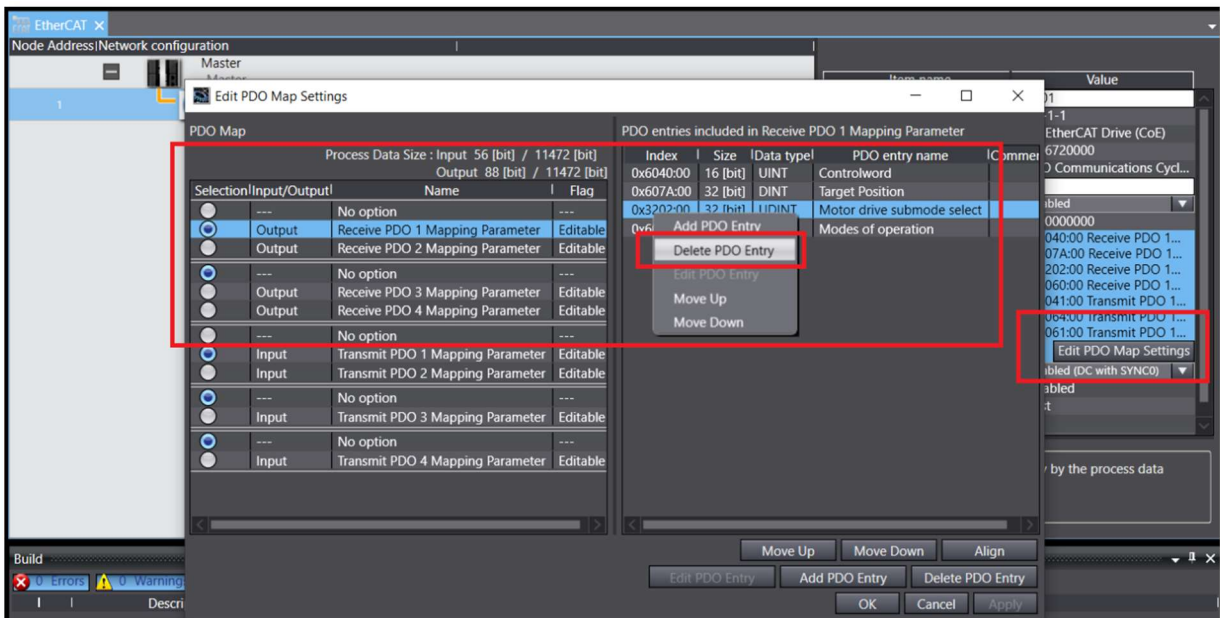 EtherCAT ×
Node Address Network configuration
Master
Item name Value
1
Edit PDO Map Settings
PDO Map
Process Data Size : Input 56 [bit] / 11472 [bit]
Output 88 [bit] / 11472 [bit]
Selection Input/Output Name Flag
--- No option ---
Output Receive PDO 1 Mapping Parameter Editable
Output Receive PDO 2 Mapping Parameter Editable
--- No option ---
Output Receive PDO 3 Mapping Parameter Editable
Output Receive PDO 4 Mapping Parameter Editable
--- No option ---
Input Transmit PDO 1 Mapping Parameter Editable
Input Transmit PDO 2 Mapping Parameter Editable
--- No option ---
Input Transmit PDO 3 Mapping Parameter Editable
--- No option ---
Input Transmit PDO 4 Mapping Parameter Editable
PDO entries included in Receive PDO 1 Mapping Parameter
Index Size Data type PDO entry name Commen
0x6040:00 16 [bit] UINT Controlword
0x607A:00 32 [bit] DINT Target Position
0x3202:00 32 [bit] UDINT Motor drive submode select
0x6 Modes of operation
Add PDO Entry
Delete PDO Entry
Edit PDO Entry
Move Up
Move Down
01
-1-1
EtherCAT Drive (CoE)
6720000
O Communications Cycl...
bled
0000000
040:00 Receive PDO 1...
07A:00 Receive PDO 1...
202:00 Receive PDO 1...
060:00 Receive PDO 1...
041:00 Transmit PDO 1...
064:00 Transmit PDO 1...
061:00 Transmit PDO 1...
Edit PDO Map Settings
bled (DC with SYNC0)
abled
t
y by the process data
Move Up Move Down Align
Edit PDO Entry Add PDO Entry Delete PDO Entry
OK Cancel Apply
Build
0 Errors 0 Warning
Descri